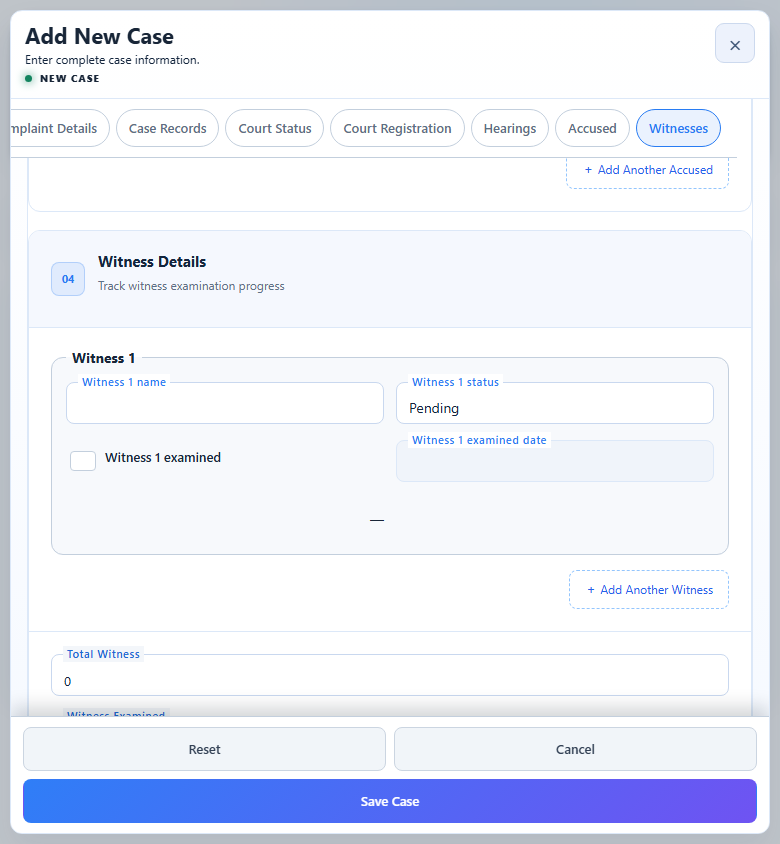 Add New Case
Enter complete case information.
NEW CASE
×
mplaint Details
Case Records
Court Status
Court Registration
Hearings
Accused
Witnesses
+ Add Another Accused
04
Witness Details
Track witness examination progress
Witness 1
Witness 1 name
Witness 1 status
Pending
Witness 1 examined
Witness 1 examined date
—
+ Add Another Witness
Total Witness
0
Witness Examined
Reset
Cancel
Save Case